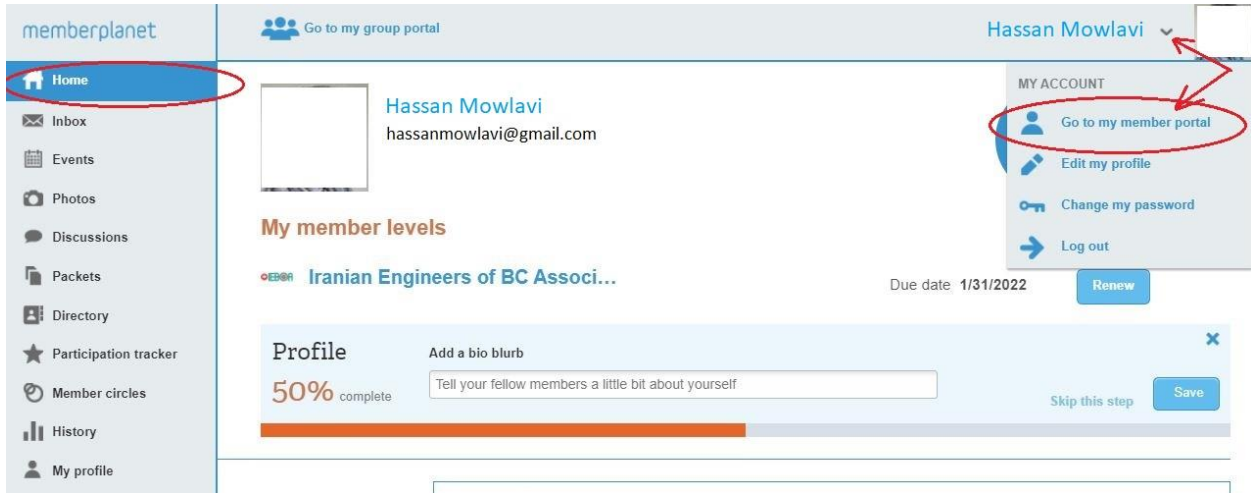 memberplanet
Go to my group portal
Hassan Mowlavi
Home
Inbox
Events
Photos
Discussions
Packets
Directory
Participation tracker
Member circles
History
My profile
MY ACCOUNT
Go to my member portal
Edit my profile
Change my password
Log out
Hassan Mowlavi
hassanmowlavi@gmail.com
My member levels
Iranian Engineers of BC Associ...
Due date 1/31/2022
Renew
Profile
50% complete
Add a bio blurb
Tell your fellow members a little bit about yourself
Skip this step
Save